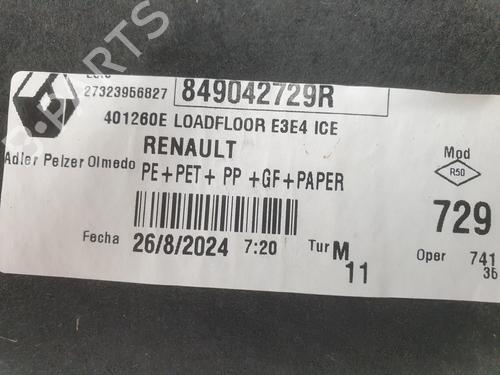 27323956827
849042729R
401260E LOADFLOOR E3E4 ICE
RENAULT
Adler Pelzer Olmedo
PE+PET+ PP +GF+PAPER
Mod
R50
729
Fecha 26/8/2024 7:20 Tur M
11
Oper 741
36